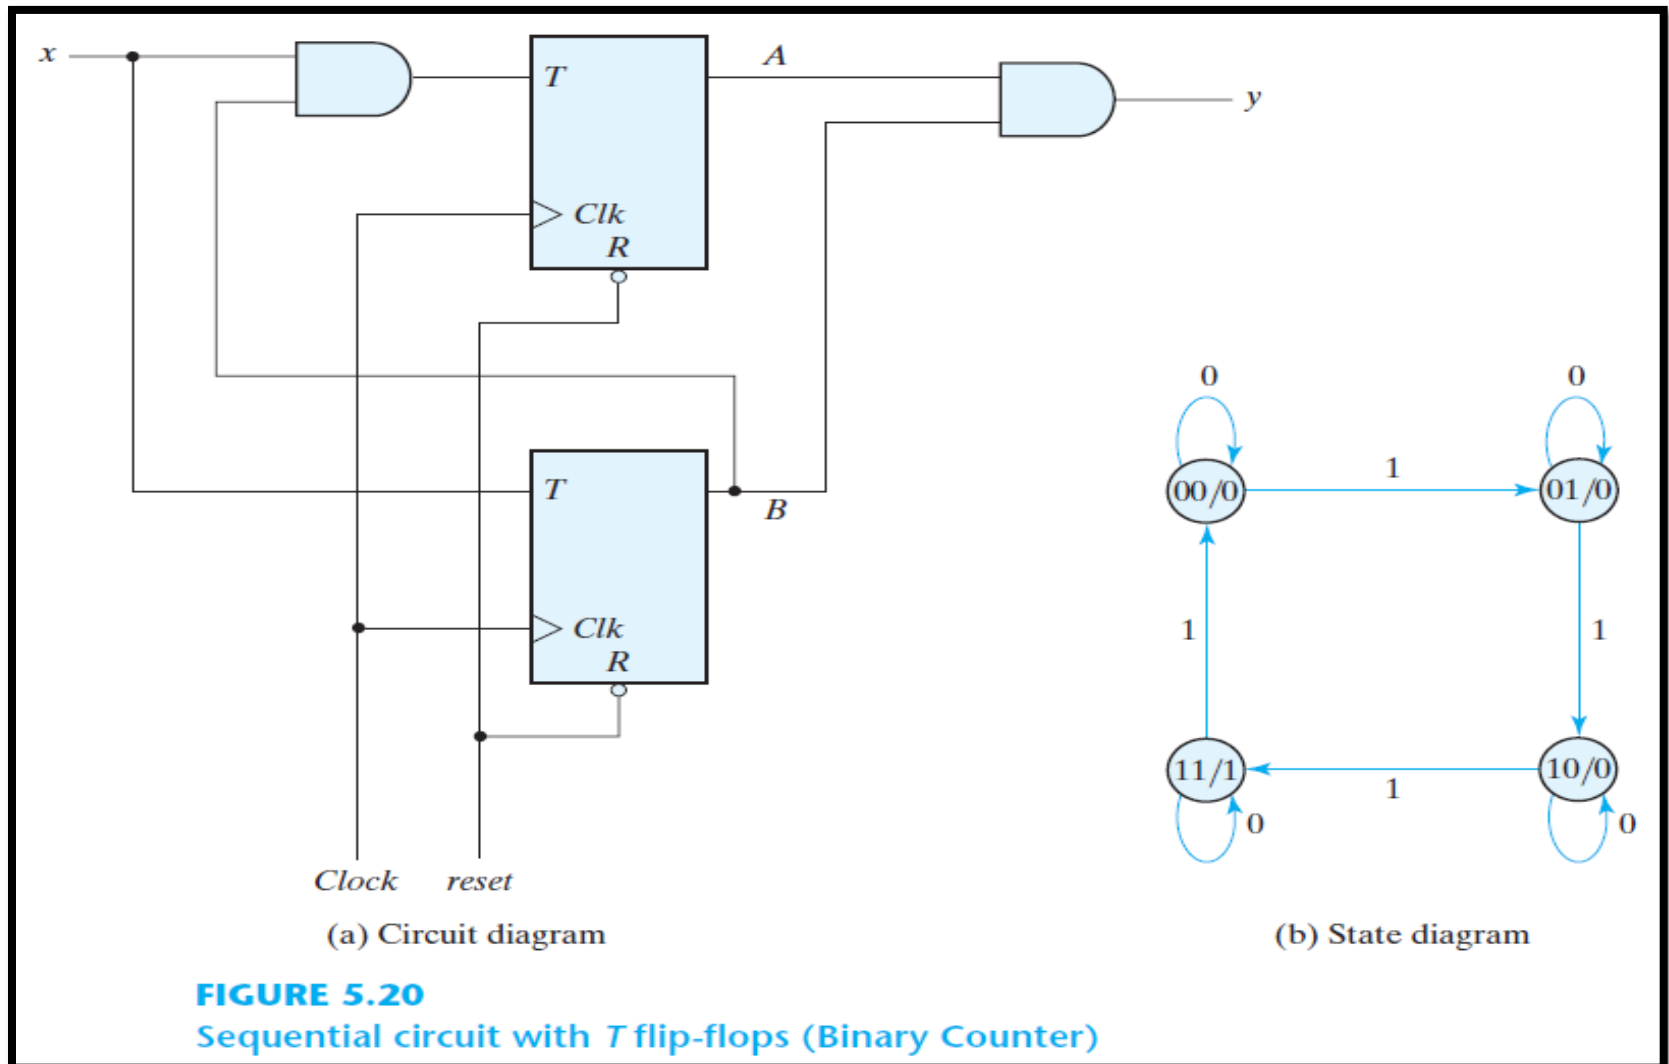 x
T
A
y
Clk
R
T
B
Clk
R
Clock reset
(a) Circuit diagram
0 0
00/0 1 01/0
1 1
11/1 1 10/0
0 0
(b) State diagram
FIGURE 5.20
Sequential circuit with T flip-flops (Binary Counter)